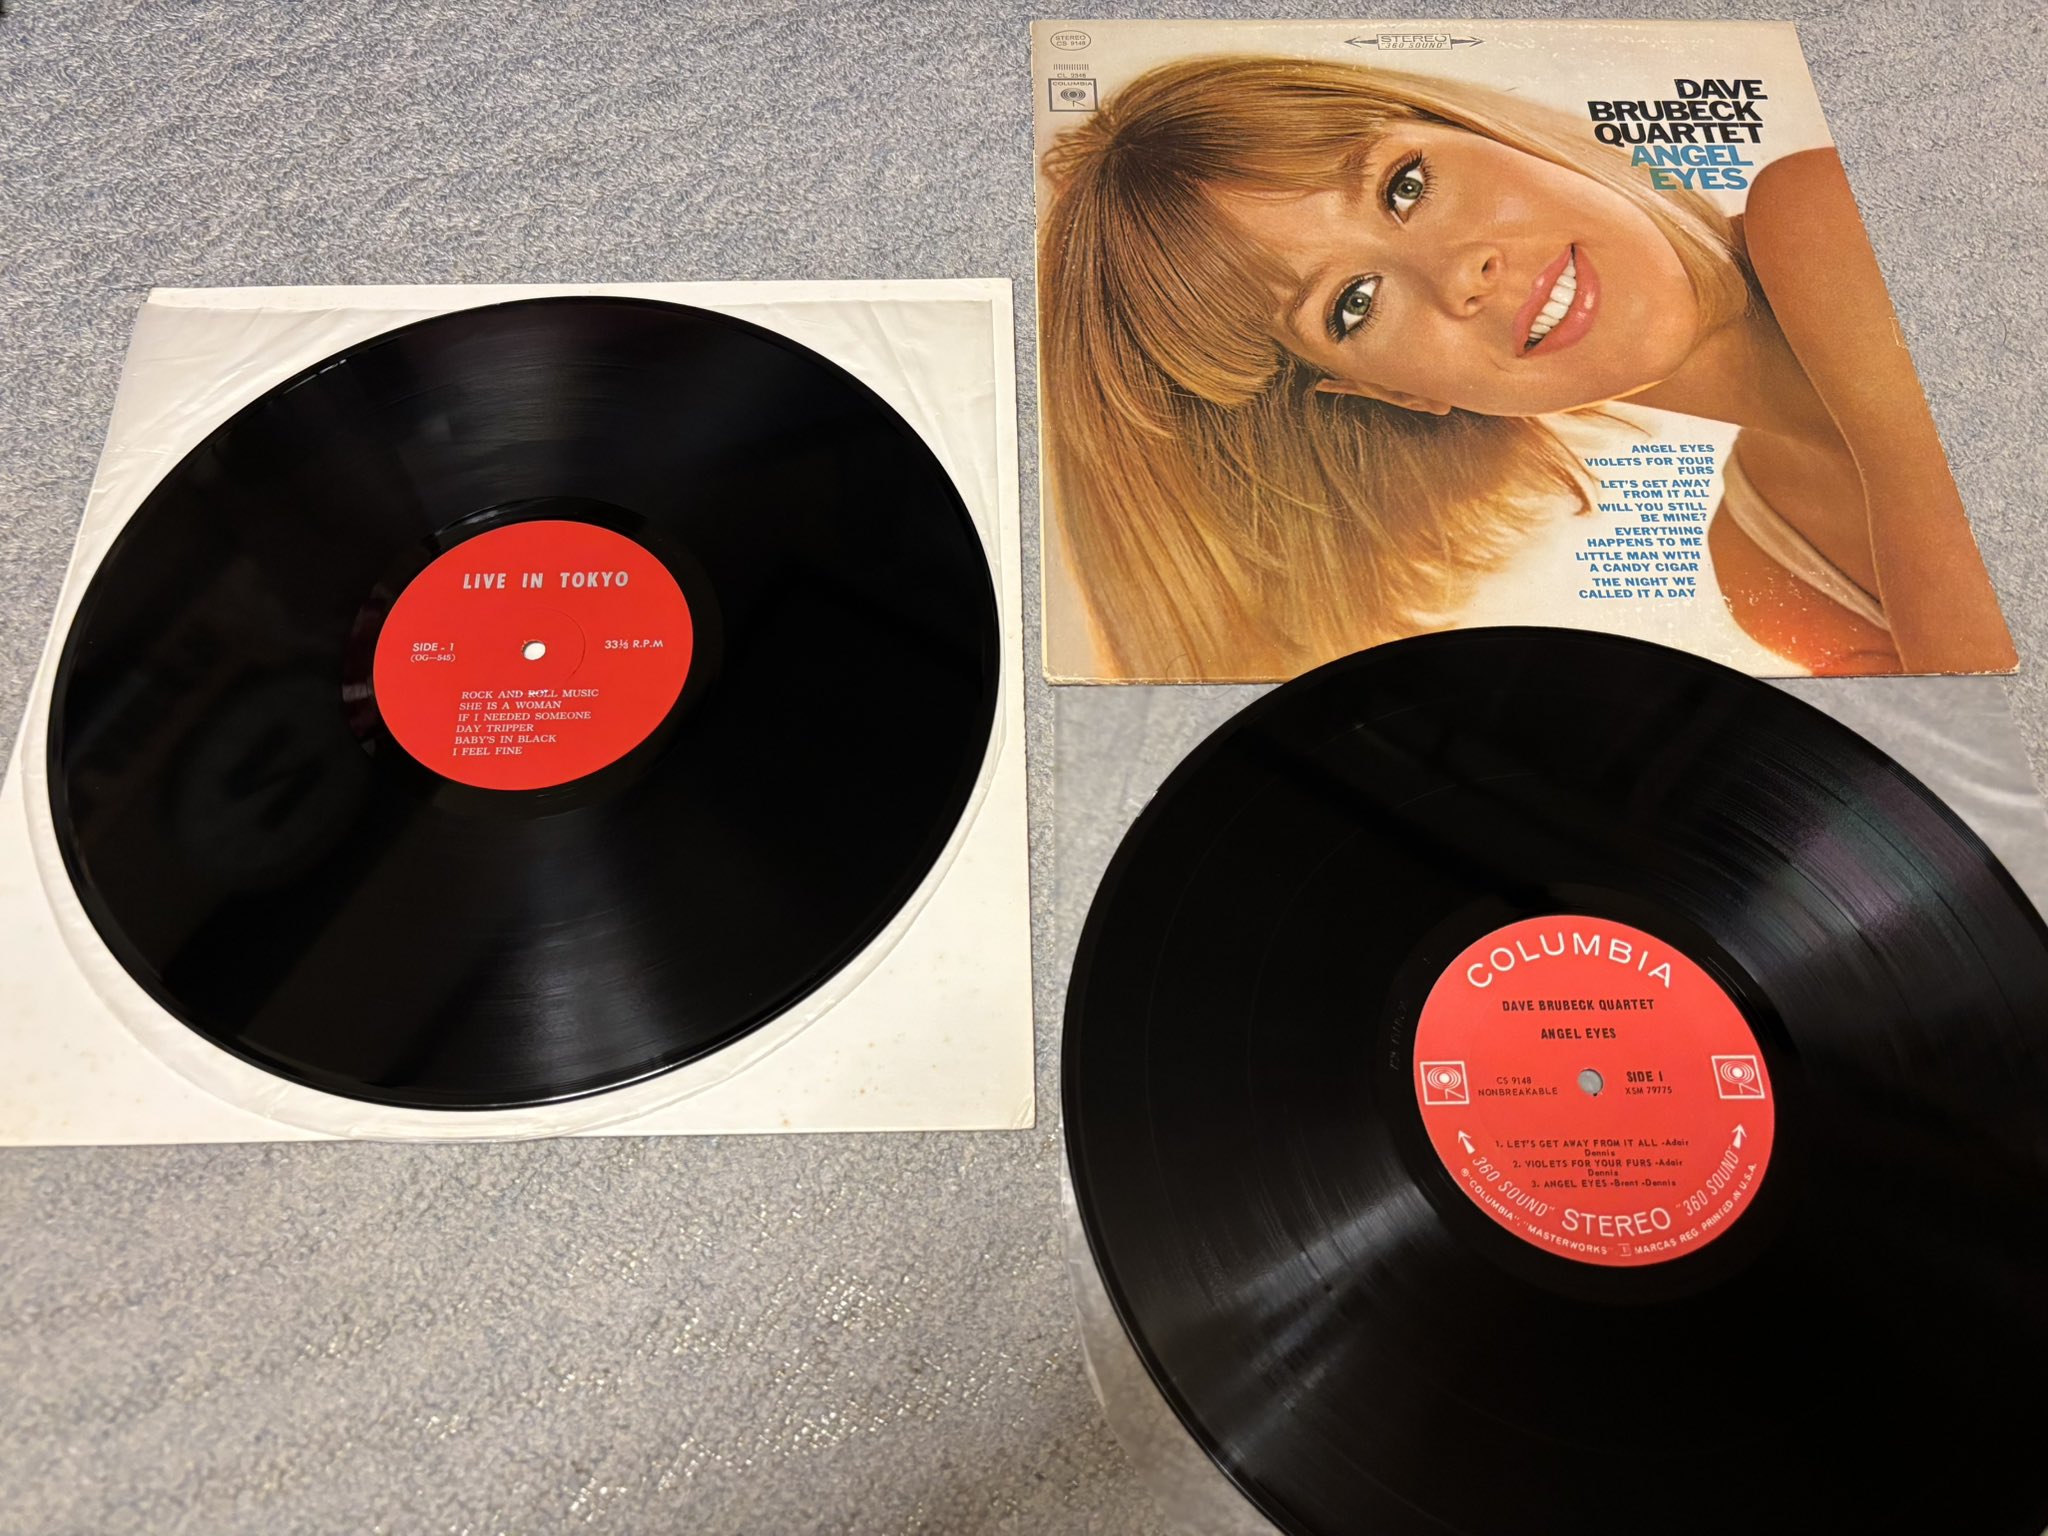 LIVE IN TOKYO
SIDE - 1
(OG—545)
33⅓ R.P.M
ROCK AND ROLL MUSIC
SHE IS A WOMAN
IF I NEEDED SOMEONE
DAY TRIPPER
BABY'S IN BLACK
I FEEL FINE
STEREO
CS 9148
CL 2348
COLUMBIA
STEREO
"360 SOUND"
DAVE
BRUBECK
QUARTET
ANGEL
EYES
ANGEL EYES
VIOLETS FOR YOUR
FURS
LET'S GET AWAY
FROM IT ALL
WILL YOU STILL
BE MINE?
EVERYTHING
HAPPENS TO ME
LITTLE MAN WITH
A CANDY CIGAR
THE NIGHT WE
CALLED IT A DAY
COLUMBIA
DAVE BRUBECK QUARTET
ANGEL EYES
CS 9148
NONBREAKABLE
SIDE 1
XSM 79775
1. LET'S GET AWAY FROM IT ALL -Adair
Dennis
2. VIOLETS FOR YOUR FURS -Adair
Dennis
3. ANGEL EYES -Brent -Dennis
"360 SOUND" STEREO "360 SOUND"
® "COLUMBIA", "MASTERWORKS" MARCAS REG. PRINTED IN U.S.A.